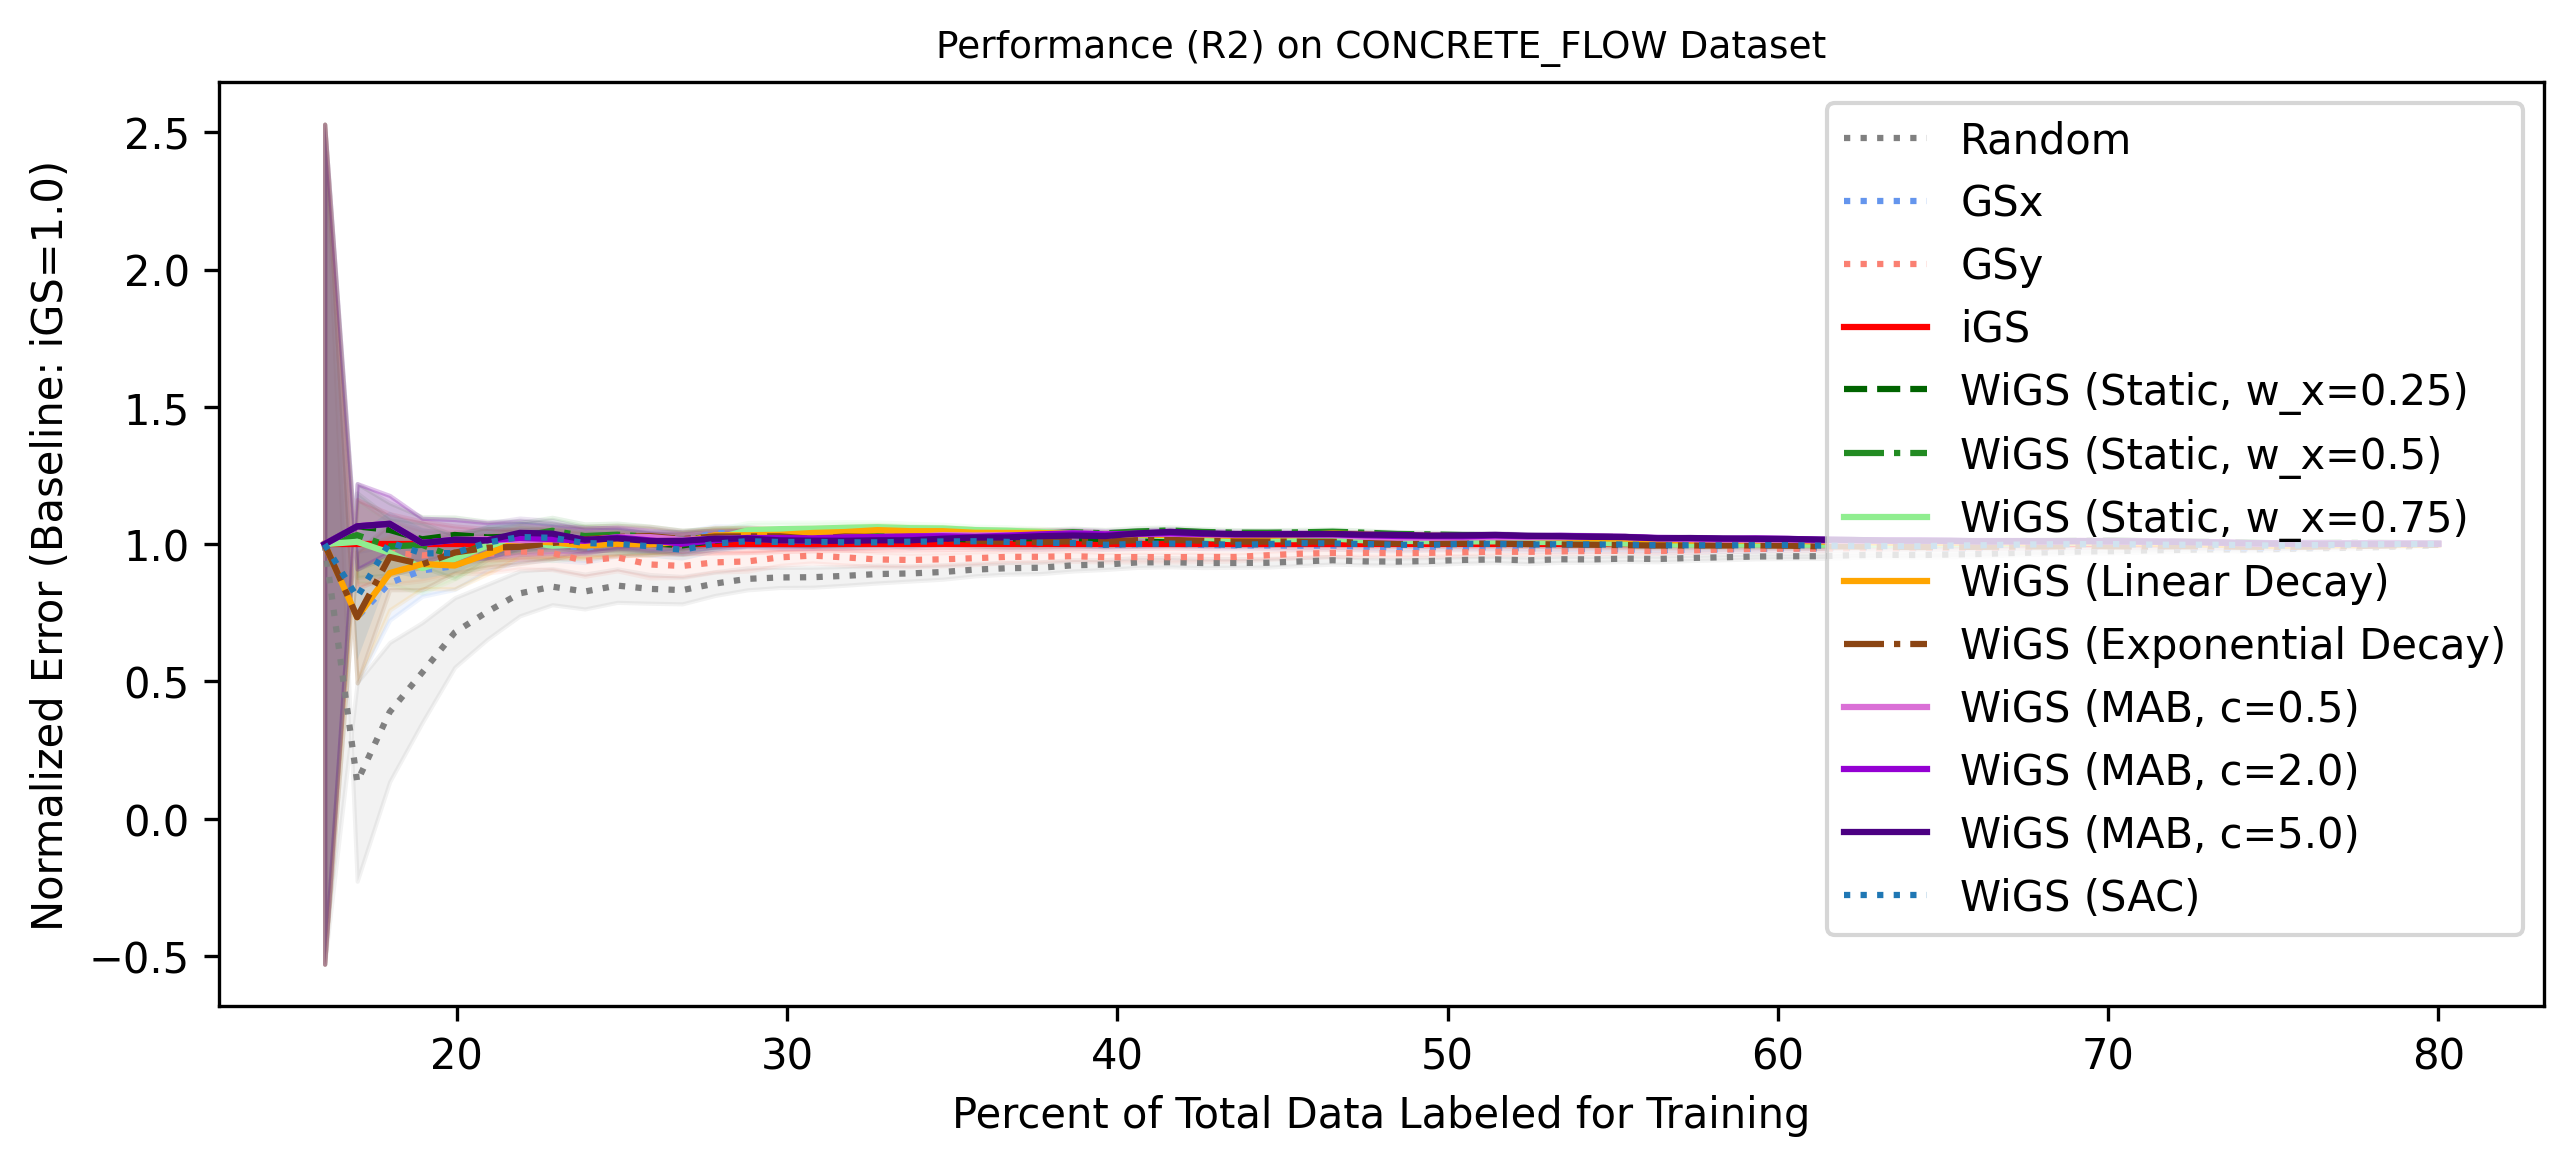 Performance (R2) on CONCRETE_FLOW Dataset
Normalized Error (Baseline: iGS=1.0)
2.5
2.0
1.5
1.0
0.5
0.0
−0.5
20
30
40
50
60
70
80
Percent of Total Data Labeled for Training
Random
GSx
GSy
iGS
WiGS (Static, w_x=0.25)
WiGS (Static, w_x=0.5)
WiGS (Static, w_x=0.75)
WiGS (Linear Decay)
WiGS (Exponential Decay)
WiGS (MAB, c=0.5)
WiGS (MAB, c=2.0)
WiGS (MAB, c=5.0)
WiGS (SAC)